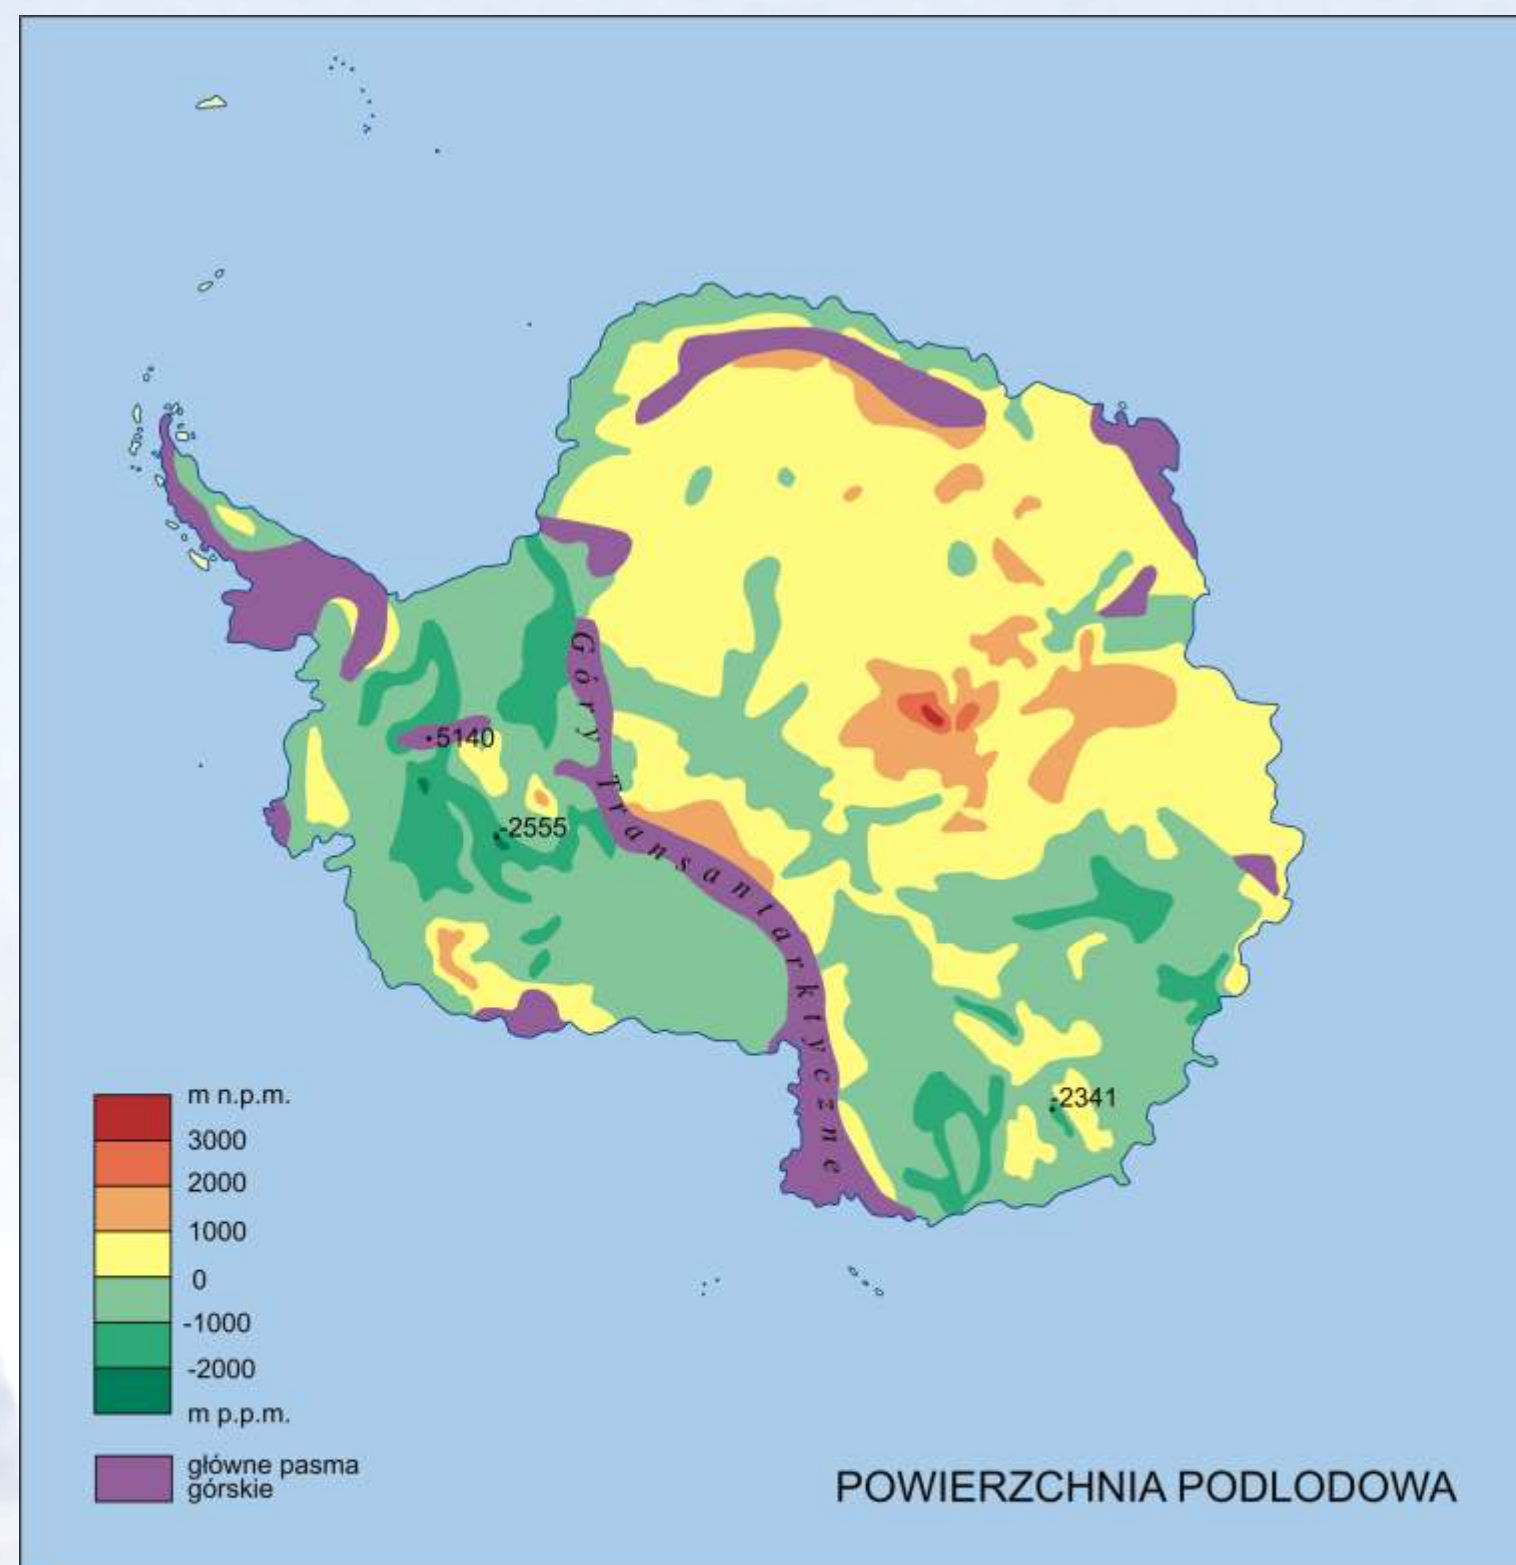 Góry Transantarktyczne
5140
-2555
-2341
m n.p.m.
3000
2000
1000
0
-1000
-2000
m p.p.m.
główne pasma
górskie
POWIERZCHNIA PODLODOWA